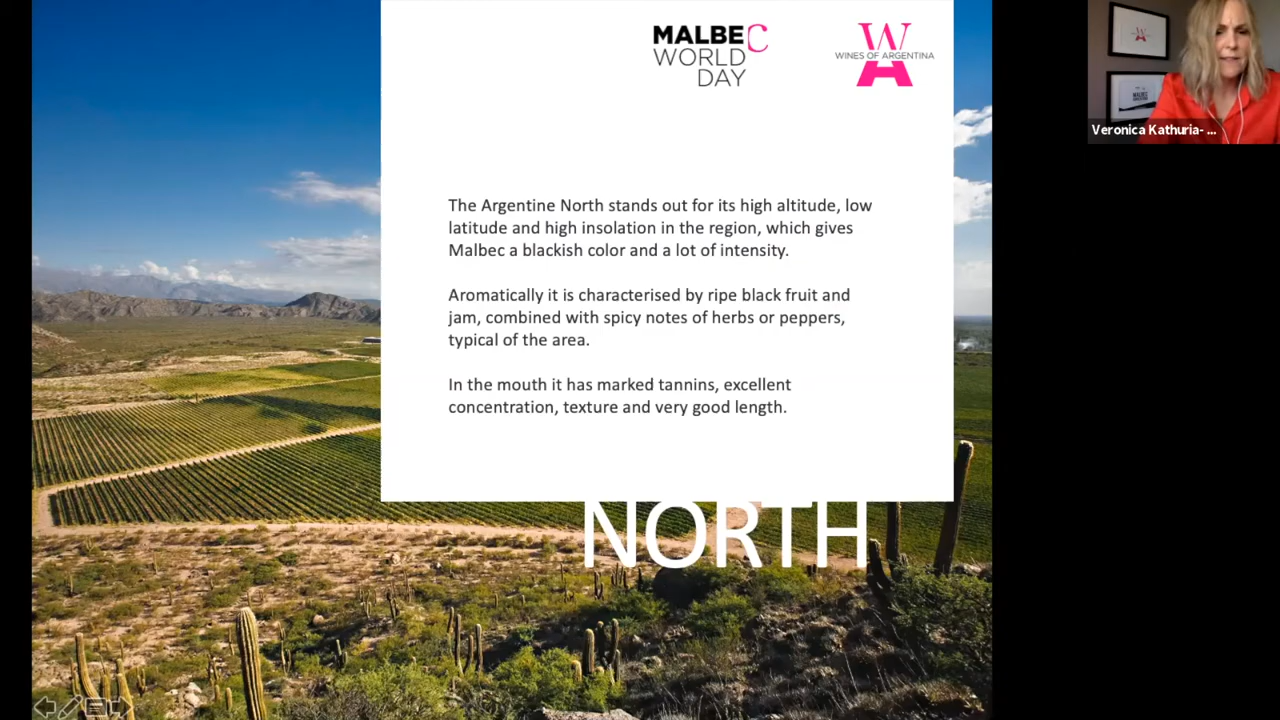 MALBEC
WORLD
DAY
W
WINES OF ARGENTINA
A
The Argentine North stands out for its high altitude, low
latitude and high insolation in the region, which gives
Malbec a blackish color and a lot of intensity.
Aromatically it is characterised by ripe black fruit and
jam, combined with spicy notes of herbs or peppers,
typical of the area.
In the mouth it has marked tannins, excellent
concentration, texture and very good length.
NORTH
Veronica Kathuria- ...